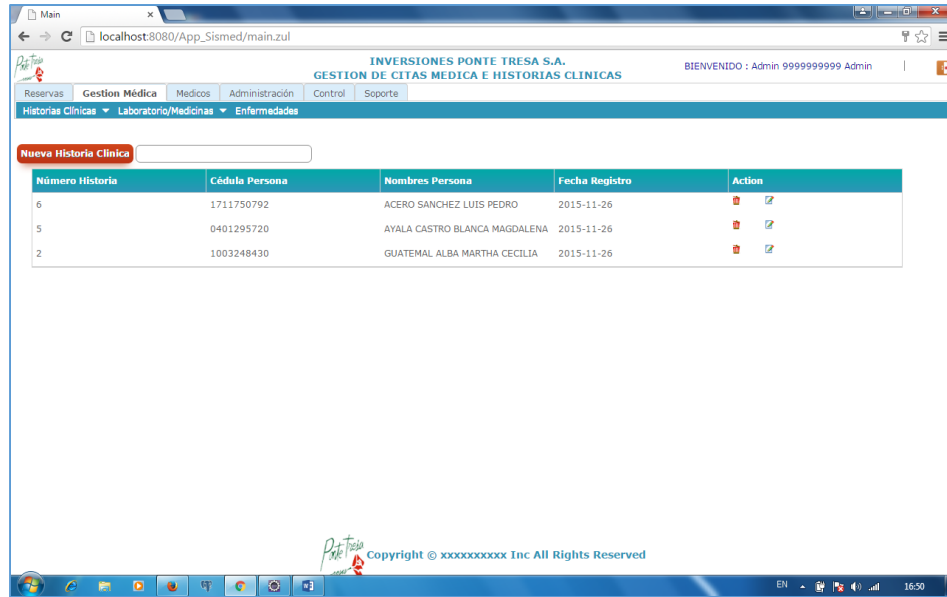 Main
localhost:8080/App_Sismed/main.zul
Ponte Tresa
INVERSIONES PONTE TRESA S.A.
GESTION DE CITAS MEDICA E HISTORIAS CLINICAS
BIENVENIDO : Admin 9999999999 Admin |
Reservas Gestion Médica Medicos Administración Control Soporte
Historias Clínicas Laboratorio/Medicinas Enfermedades
Nueva Historia Clinica
Número Historia Cédula Persona Nombres Persona Fecha Registro Action
6 1711750792 ACERO SANCHEZ LUIS PEDRO 2015-11-26
5 0401295720 AYALA CASTRO BLANCA MAGDALENA 2015-11-26
2 1003248430 GUATEMAL ALBA MARTHA CECILIA 2015-11-26
Ponte Tresa
Copyright © xxxxxxxxxx Inc All Rights Reserved
EN 16:50